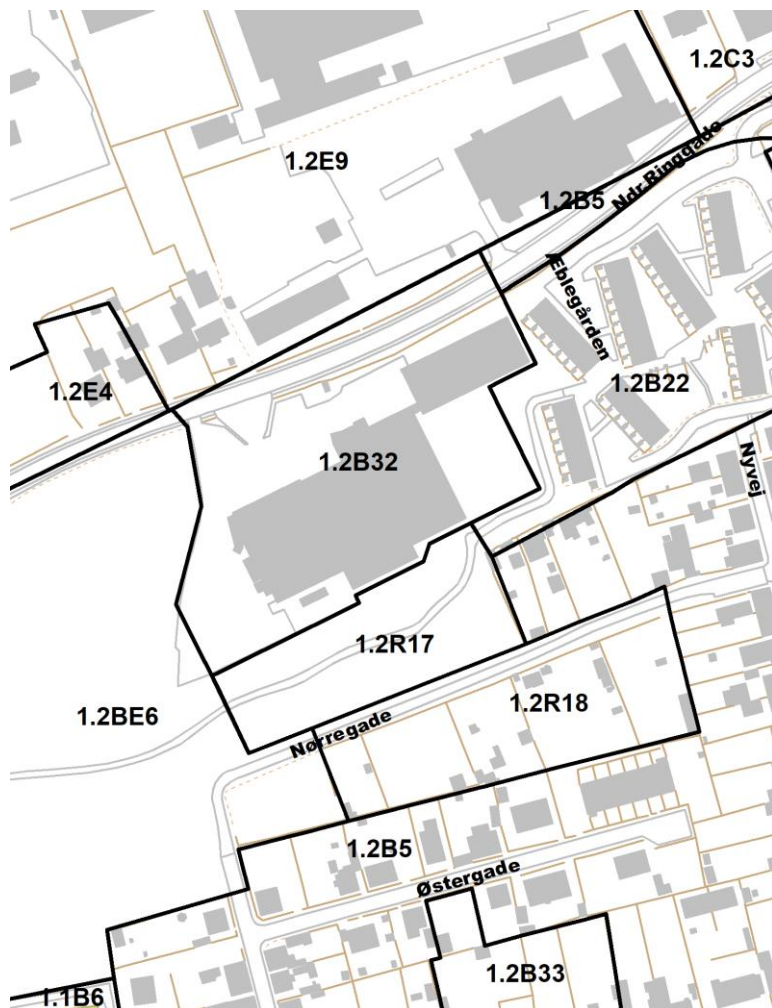 1.2C3
1.2E9
Ndr.Ringgade
1.2B5
Æblegården
1.2E4
1.2B22
1.2B32
Nyvej
1.2R17
1.2R18
1.2BE6
Nørregade
1.2B5
Østergade
1.2B33
1.1B6